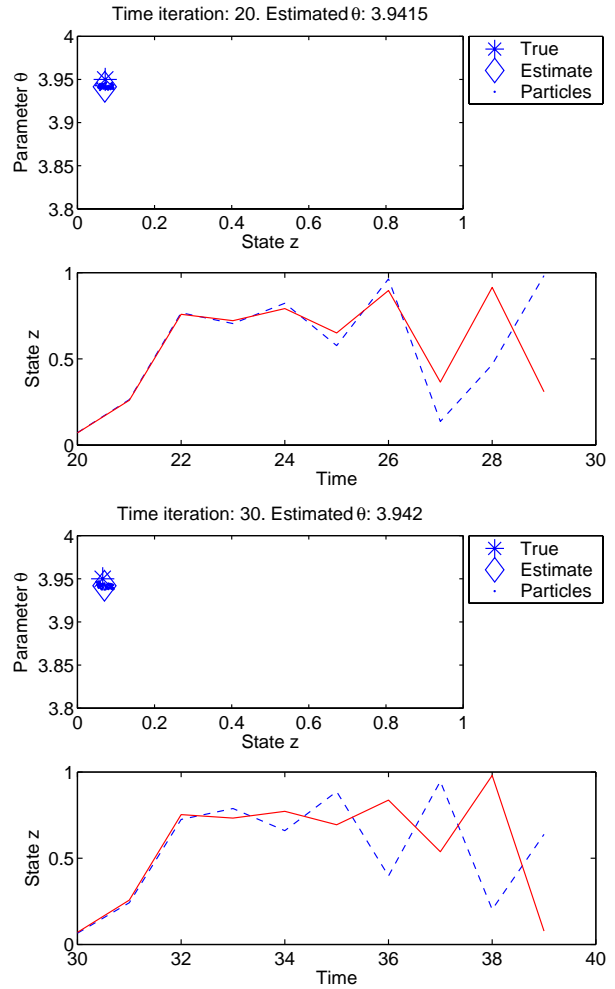 Time iteration: 20. Estimated θ: 3.9415
4
3.95
3.9
3.85
3.8
Parameter θ
0 0.2 0.4 0.6 0.8 1
State z
True
Estimate
Particles
1
0.5
0
State z
20 22 24 26 28 30
Time
Time iteration: 30. Estimated θ: 3.942
4
3.95
3.9
3.85
3.8
Parameter θ
0 0.2 0.4 0.6 0.8 1
State z
True
Estimate
Particles
1
0.5
0
State z
30 32 34 36 38 40
Time